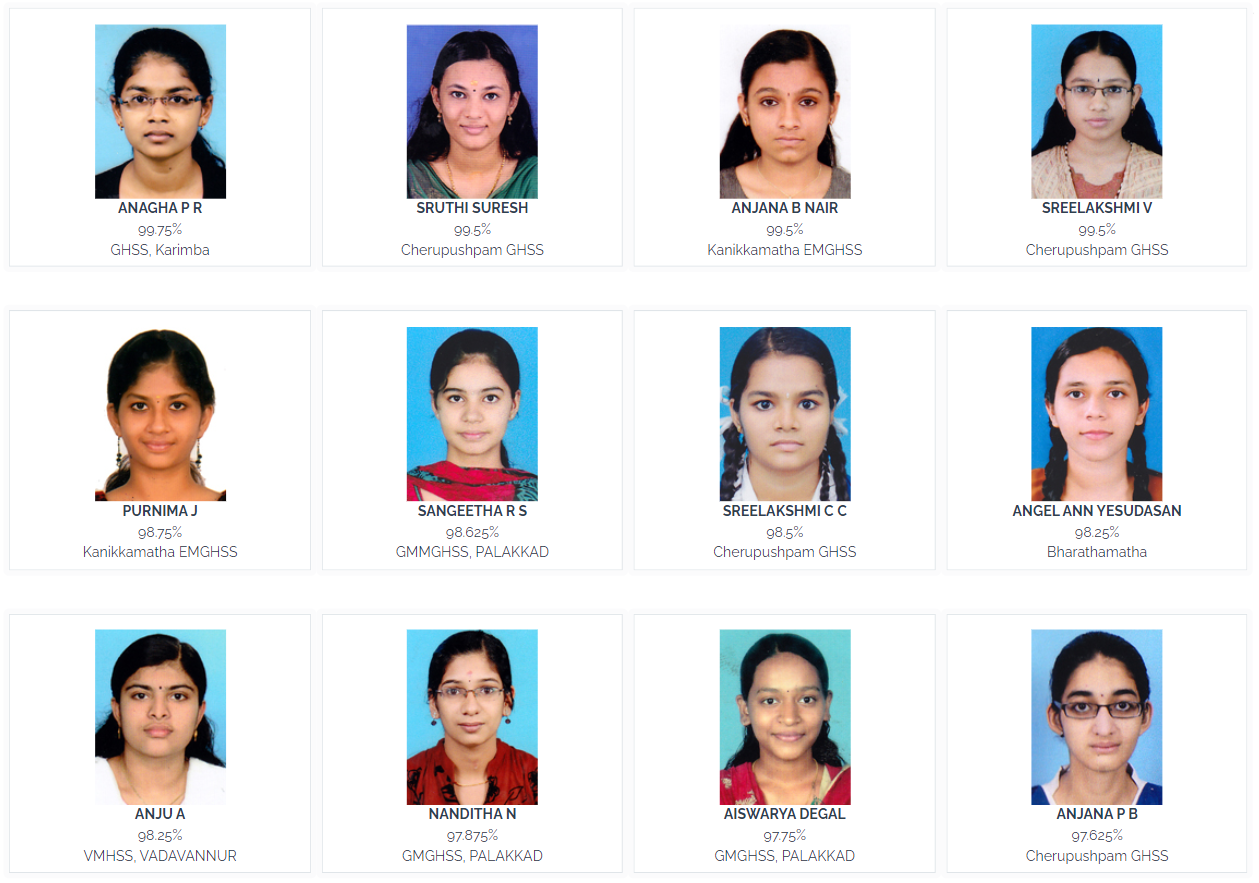 ANAGHA P R
99.75%
GHSS, Karimba
SRUTHI SURESH
99.5%
Cherupushpam GHSS
ANJANA B NAIR
99.5%
Kanikkamatha EMGHSS
SREELAKSHMI V
99.5%
Cherupushpam GHSS
PURNIMA J
98.75%
Kanikkamatha EMGHSS
SANGEETHA R S
98.625%
GMMGHSS, PALAKKAD
SREELAKSHMI C C
98.5%
Cherupushpam GHSS
ANGEL ANN YESUDASAN
98.25%
Bharathamatha
ANJU A
98.25%
VMHSS, VADAVANNUR
NANDITHA N
97.875%
GMGHSS, PALAKKAD
AISWARYA DEGAL
97.75%
GMGHSS, PALAKKAD
ANJANA P B
97.625%
Cherupushpam GHSS